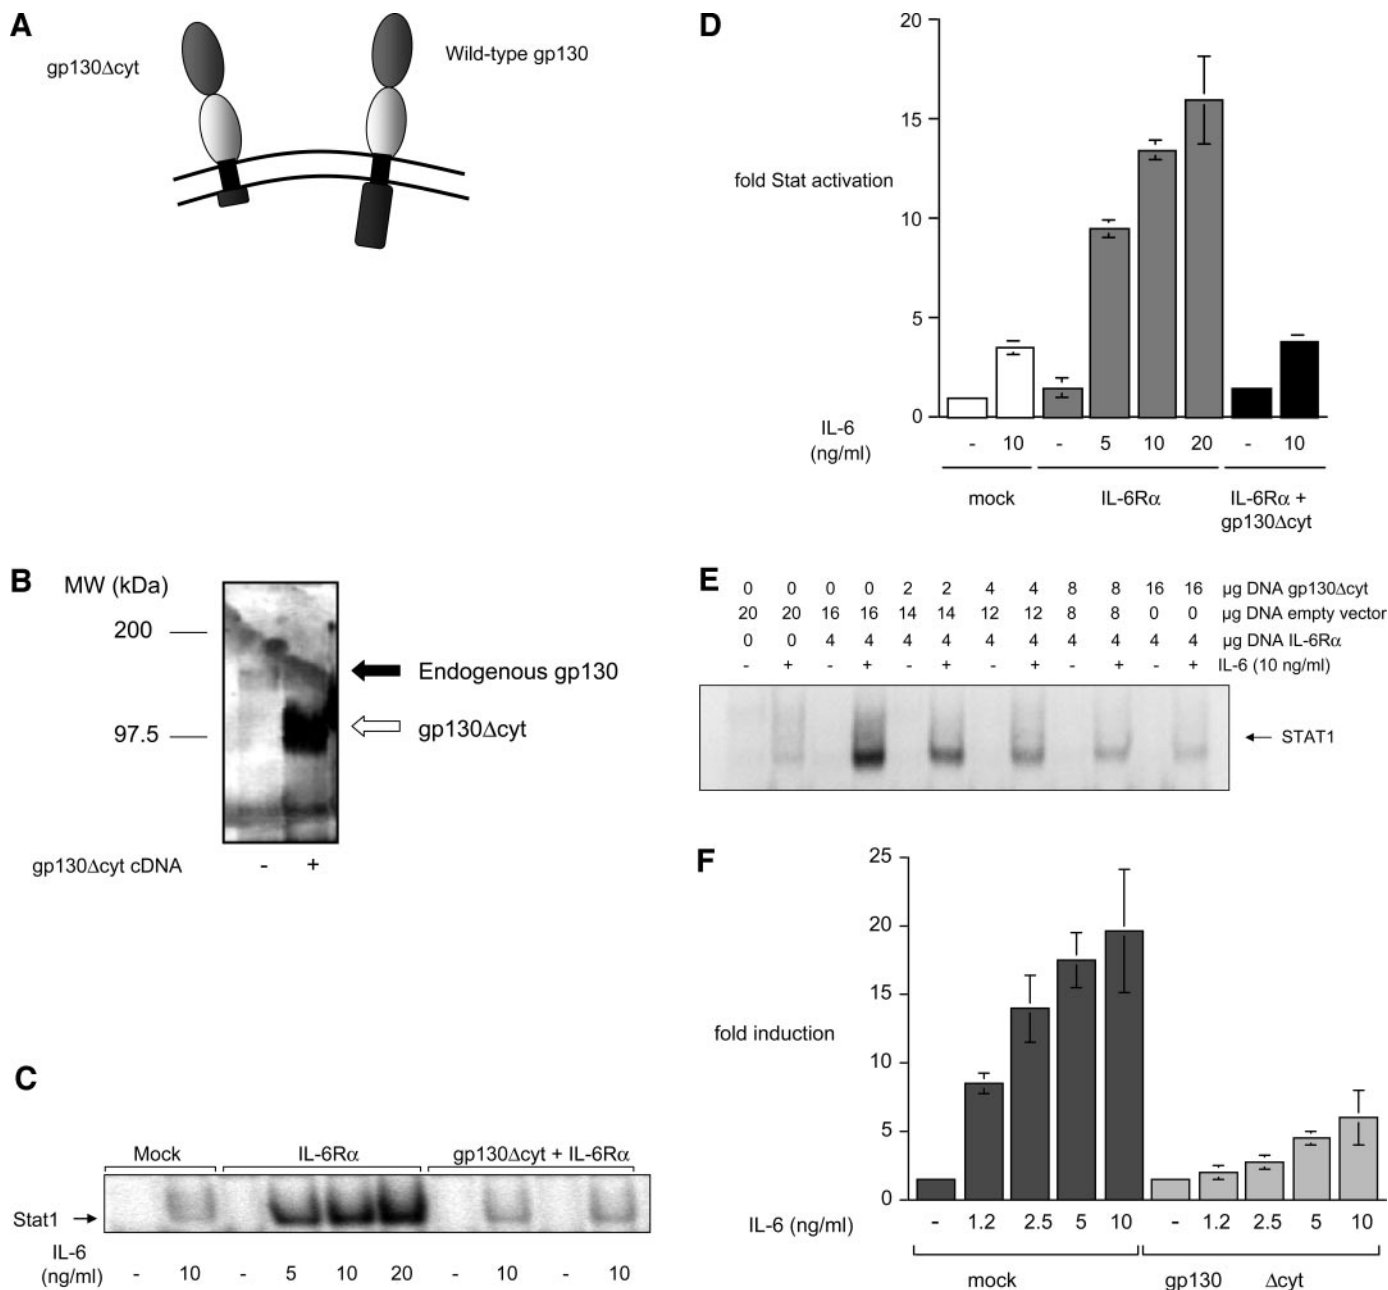 A
gp130Δcyt
Wild-type gp130
B
MW (kDa)
200
97.5
Endogenous gp130
gp130Δcyt
gp130Δcyt cDNA - +
C
Mock IL-6Rα gp130Δcyt + IL-6Rα
Stat1
IL-6
(ng/ml) - 10 - 5 10 20 - 10 - 10
D
20
15
fold Stat activation
10
5
0
IL-6
(ng/ml)
- 10 - 5 10 20 - 10
mock IL-6Rα IL-6Rα +
gp130Δcyt
E
0 0 0 0 2 2 4 4 8 8 16 16 µg DNA gp130Δcyt
20 20 16 16 14 14 12 12 8 8 0 0 µg DNA empty vector
0 0 4 4 4 4 4 4 4 4 4 4 µg DNA IL-6Rα
- + - + - + - + - + - + IL-6 (10 ng/ml)
STAT1
F
25
20
15
fold induction
10
5
0
IL-6 (ng/ml) - 1.2 2.5 5 10 - 1.2 2.5 5 10
mock gp130 Δcyt